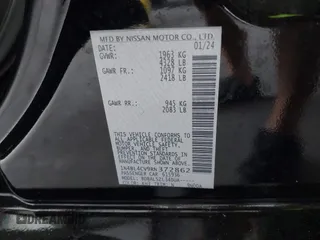 MFD BY NISSAN MOTOR CO., LTD.
01/24
GVWR: 1963 KG
4328 LB
GAWR FR: 1097 KG
2418 LB
GAWR RR: 945 KG
2083 LB
THIS VEHICLE CONFORMS TO ALL
APPLICABLE FEDERAL MOTOR
VEHICLE SAFETY, BUMPER, AND
THEFT PREVENTION STANDARDS
IN EFFECT ON THE DATE OF
MANUFACTURE SHOWN ABOVE.
1N4BL4CV9RN372862
PASSENGER CAR